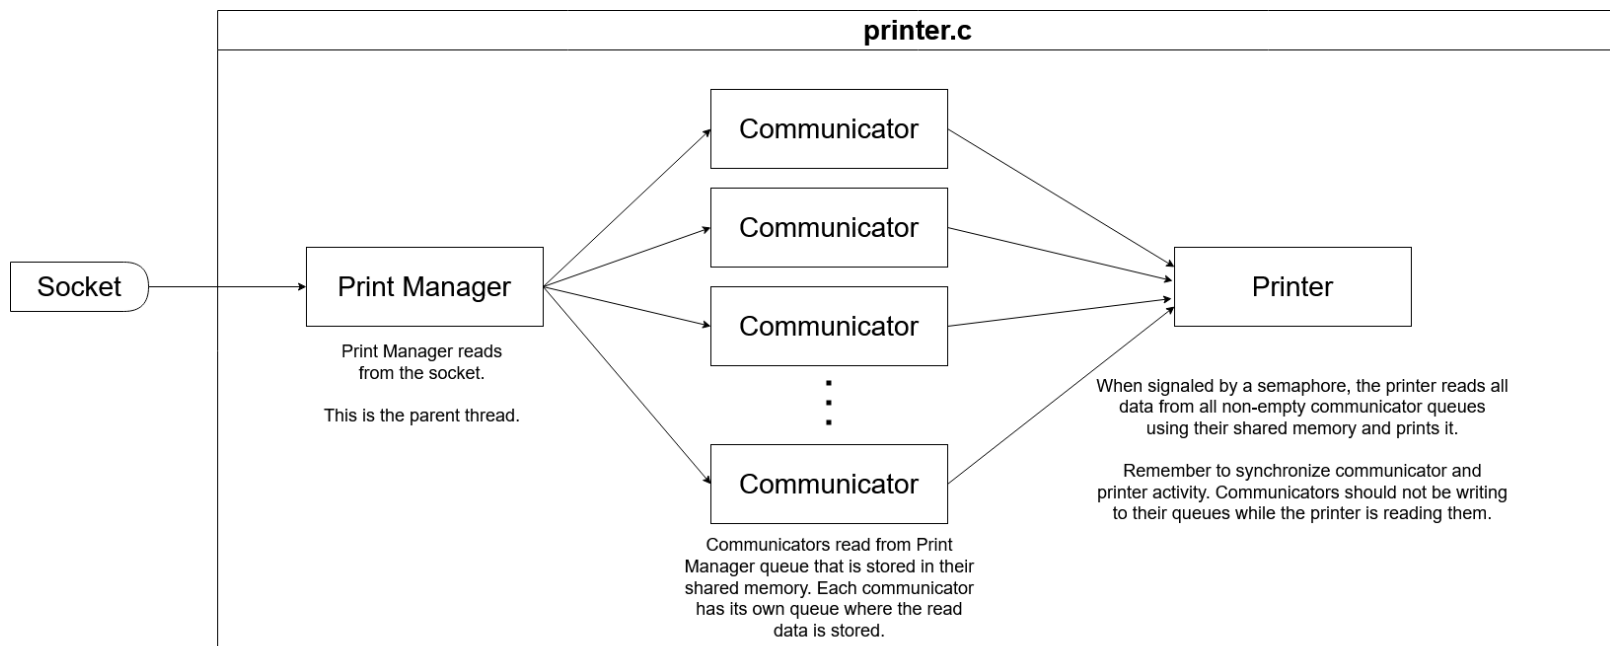 printer.c
Socket
Print Manager
Print Manager reads
from the socket.
This is the parent thread.
Communicator
Communicator
Communicator
Communicator
Communicators read from Print
Manager queue that is stored in their
shared memory. Each communicator
has its own queue where the read
data is stored.
Printer
When signaled by a semaphore, the printer reads all
data from all non-empty communicator queues
using their shared memory and prints it.
Remember to synchronize communicator and
printer activity. Communicators should not be writing
to their queues while the printer is reading them.